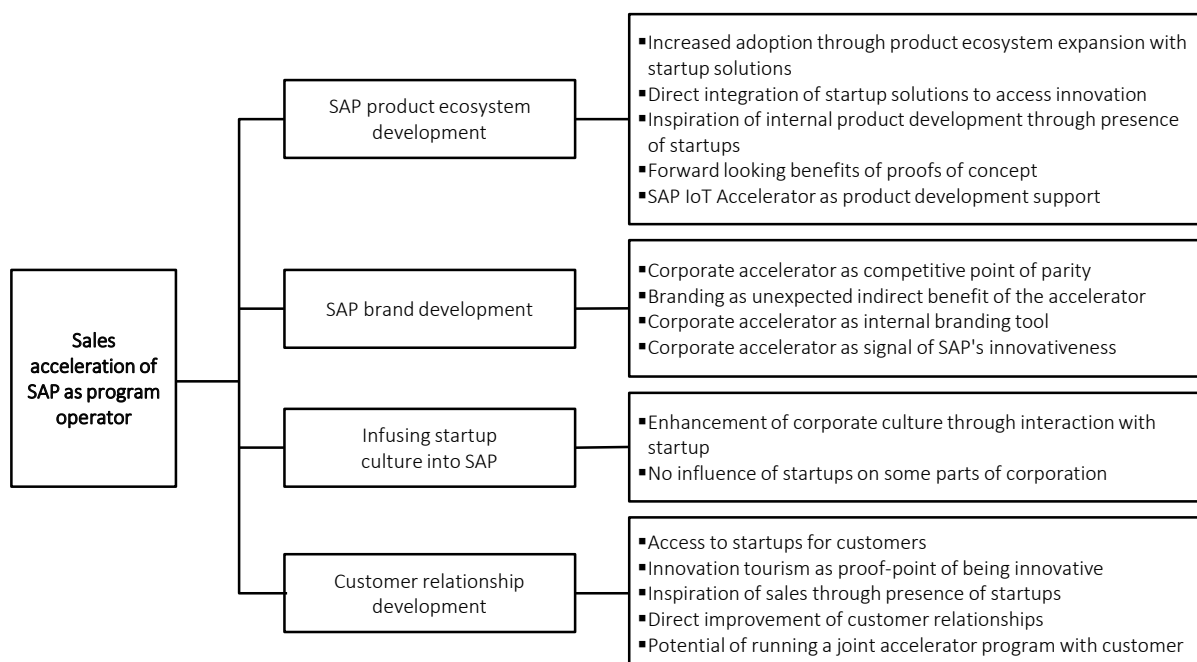 Sales
acceleration of
SAP as program
operator
SAP product ecosystem
development
▪Increased adoption through product ecosystem expansion with
startup solutions
▪Direct integration of startup solutions to access innovation
▪Inspiration of internal product development through presence
of startups
▪Forward looking benefits of proofs of concept
▪SAP IoT Accelerator as product development support
SAP brand development
▪Corporate accelerator as competitive point of parity
▪Branding as unexpected indirect benefit of the accelerator
▪Corporate accelerator as internal branding tool
▪Corporate accelerator as signal of SAP's innovativeness
Infusing startup
culture into SAP
▪Enhancement of corporate culture through interaction with
startup
▪No influence of startups on some parts of corporation
Customer relationship
development
▪Access to startups for customers
▪Innovation tourism as proof-point of being innovative
▪Inspiration of sales through presence of startups
▪Direct improvement of customer relationships
▪Potential of running a joint accelerator program with customer